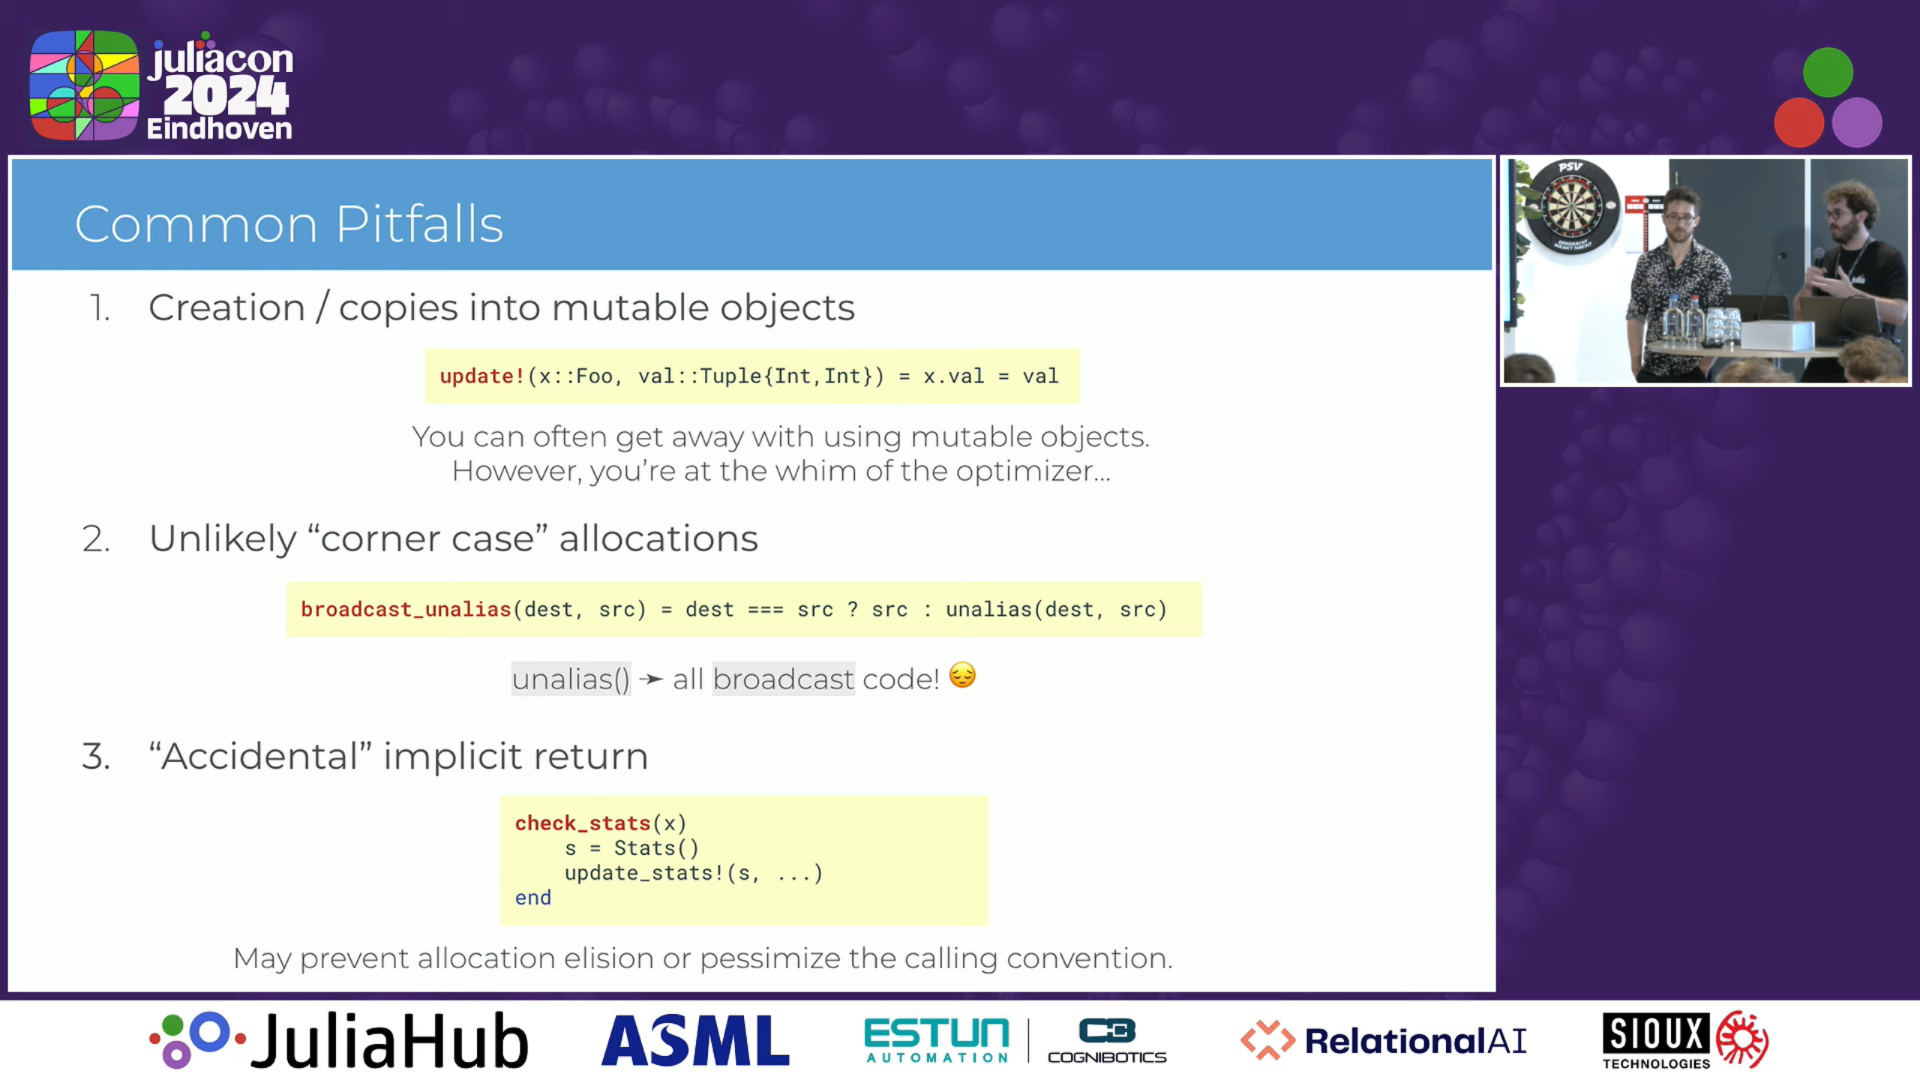 juliacon
2024
Eindhoven
Common Pitfalls
1. Creation / copies into mutable objects
update!(x::Foo, val::Tuple{Int,Int}) = x.val = val
You can often get away with using mutable objects.
However, you're at the whim of the optimizer...
2. Unlikely “corner case” allocations
broadcast_unalias(dest, src) = dest === src ? src : unalias(dest, src)
unalias() ➛ all broadcast code! 😔
3. “Accidental” implicit return
check_stats(x)
s = Stats()
update_stats!(s, ...)
end
May prevent allocation elision or pessimize the calling convention.
PSV
EENDRACHT
MAAKT MACHT
JuliaHub
ASML
ESTUN
AUTOMATION
COGNIBOTICS
RelationalAI
SIOUX
TECHNOLOGIES